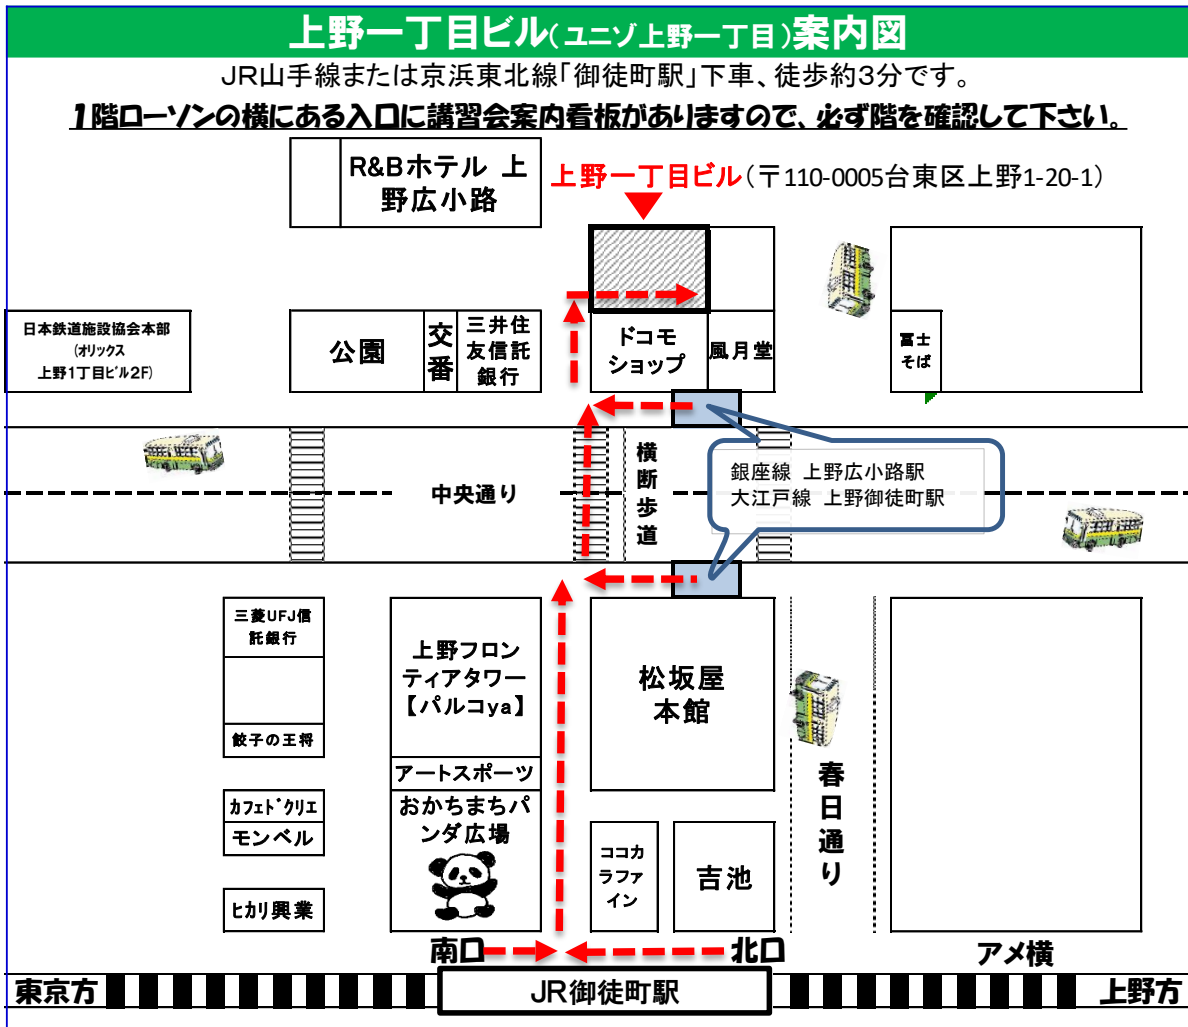 上野一丁目ビル(ユニゾ上野一丁目)案内図
JR山手線または京浜東北線「御徒町駅」下車、徒歩約3分です。
1階ローソンの横にある入口に講習会案内看板がありますので、必ず階を確認して下さい。
R&Bホテル 上
野広小路
上野一丁目ビル(〒110-0005台東区上野1-20-1)
日本鉄道施設協会本部
(オリックス
上野1丁目ビル2F)
公園
交
番
三井住
友信託
銀行
ドコモ
ショップ
風月堂
冨士
そば
中央通り
横
断
歩
道
銀座線 上野広小路駅
大江戸線 上野御徒町駅
三菱UFJ信
託銀行
餃子の王将
カフェド・クリエ
モンベル
ヒカリ興業
上野フロン
ティアタワー
【パルコya】
アートスポーツ
おかちまちパ
ンダ広場
松坂屋
本館
ココカ
ラファ
イン
吉池
春
日
通
り
南口
北口
アメ横
東京方
JR御徒町駅
上野方